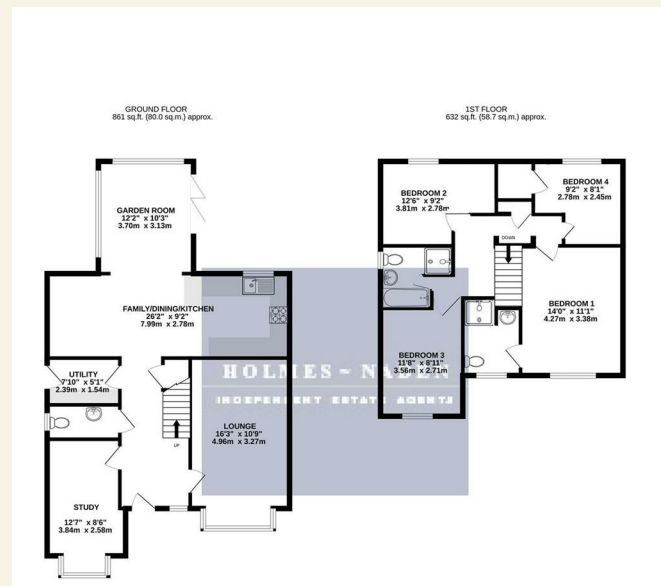 GROUND FLOOR
861 sq.ft. (80.0 sq.m.) approx.
1ST FLOOR
632 sq.ft. (58.7 sq.m.) approx.
GARDEN ROOM
12'2" x 10'3"
3.70m x 3.13m
FAMILY/DINING/KITCHEN
26'2" x 9'2"
7.99m x 2.78m
UTILITY
7'10" x 5'1"
2.39m x 1.54m
UP
LOUNGE
16'3" x 10'9"
4.96m x 3.27m
STUDY
12'7" x 8'6"
3.84m x 2.58m
BEDROOM 2
12'6" x 9'2"
3.81m x 2.78m
BEDROOM 4
9'2" x 8'1"
2.78m x 2.45m
DOWN
BEDROOM 1
14'0" x 11'1"
4.27m x 3.38m
BEDROOM 3
11'8" x 8'11"
3.56m x 2.71m
HOLMES ~ NADEN
INDEPENDENT ESTATE AGENTS